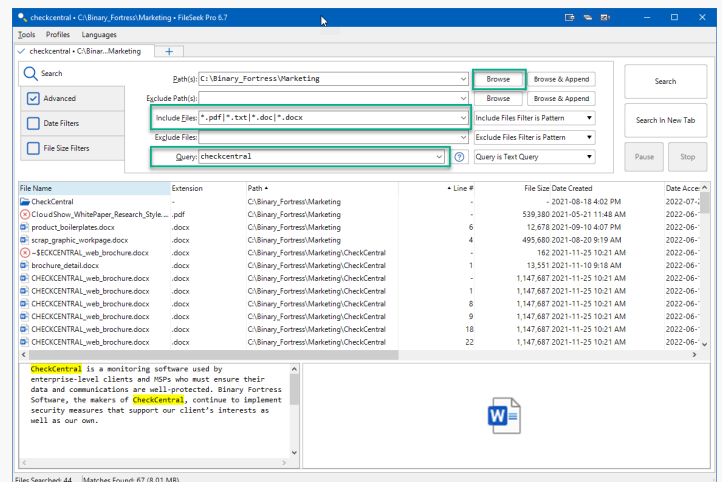 checkcentral • C:\Binary_Fortress\Marketing • FileSeek Pro 6.7
Tools Profiles Languages
checkcentral • C:\Binar...Marketing
Search
Path(s): C:\Binary_Fortress\Marketing Browse Browse & Append Search
Advanced
Exclude Path(s): Browse Browse & Append
Date Filters
Include Files: *.pdf|*.txt|*.doc|*.docx Include Files Filter is Pattern Search In New Tab
Exclude Files: Exclude Files Filter is Pattern
File Size Filters
Query: checkcentral Query is Text Query Pause Stop
File Name Extension Path Line # File Size Date Created Date Acces
CheckCentral - C:\Binary_Fortress\Marketing - - 2021-08-18 4:02 PM 2022-07-2
CloudShow_WhitePaper_Research_Style... .pdf C:\Binary_Fortress\Marketing - 539,380 2021-05-21 11:48 AM 2022-06-
product_boilerplates.docx .docx C:\Binary_Fortress\Marketing 6 12,678 2021-09-10 4:07 PM 2022-06-
scrap_graphic_workpage.docx .docx C:\Binary_Fortress\Marketing 4 495,680 2021-08-20 9:19 AM 2022-06-
~$ECKCENTRAL_web_brochure.docx .docx C:\Binary_Fortress\Marketing\CheckCentral - 162 2021-11-25 10:21 AM 2022-06-
brochure_detail.docx .docx C:\Binary_Fortress\Marketing\CheckCentral 1 13,551 2021-11-10 9:18 AM 2022-06-
CHECKCENTRAL_web_brochure.docx .docx C:\Binary_Fortress\Marketing\CheckCentral - 1,147,687 2021-11-25 10:21 AM 2022-06-
CHECKCENTRAL_web_brochure.docx .docx C:\Binary_Fortress\Marketing\CheckCentral 1 1,147,687 2021-11-25 10:21 AM 2022-06-
CHECKCENTRAL_web_brochure.docx .docx C:\Binary_Fortress\Marketing\CheckCentral 8 1,147,687 2021-11-25 10:21 AM 2022-06-
CHECKCENTRAL_web_brochure.docx .docx C:\Binary_Fortress\Marketing\CheckCentral 9 1,147,687 2021-11-25 10:21 AM 2022-06-
CHECKCENTRAL_web_brochure.docx .docx C:\Binary_Fortress\Marketing\CheckCentral 18 1,147,687 2021-11-25 10:21 AM 2022-06-
CHECKCENTRAL_web_brochure.docx .docx C:\Binary_Fortress\Marketing\CheckCentral 22 1,147,687 2021-11-25 10:21 AM 2022-06-
CheckCentral is a monitoring software used by
enterprise-level clients and MSPs who must ensure their
data and communications are well-protected. Binary Fortress
Software, the makers of CheckCentral, continue to implement
security measures that support our client's interests as
well as our own.
W
Files Searched: 44 Matches Found: 67 (8.01 MB)